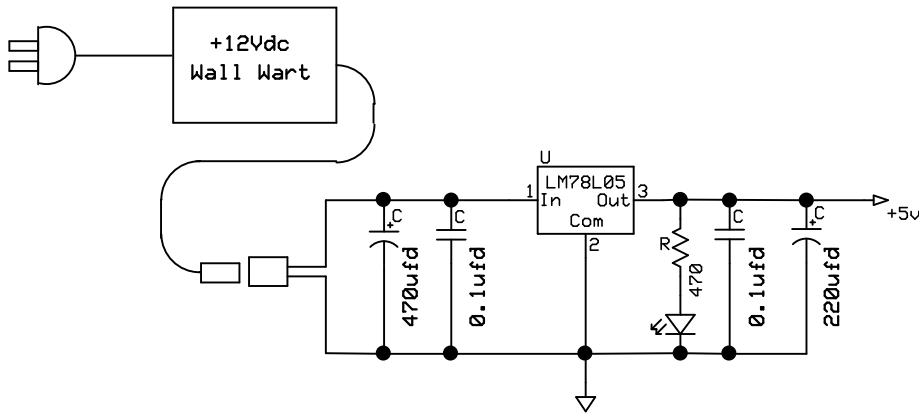 +12Vdc
Wall Wart
U
LM78L05
1
In
Out
3
Com
2
C
+
470ufd
C
0.1ufd
R
470
C
0.1ufd
C
+
220ufd
+5v